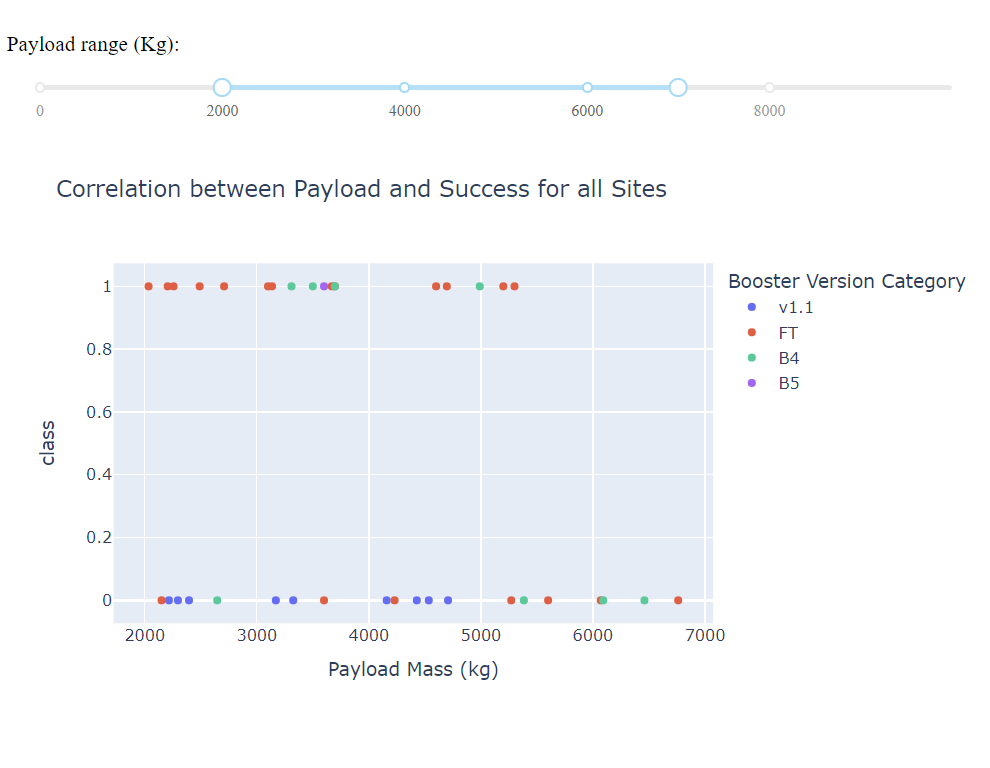 Payload range (Kg):
0 2000 4000 6000 8000
Correlation between Payload and Success for all Sites
Booster Version Category
v1.1
FT
B4
B5
1
0.8
0.6
0.4
0.2
0
class
2000 3000 4000 5000 6000 7000
Payload Mass (kg)